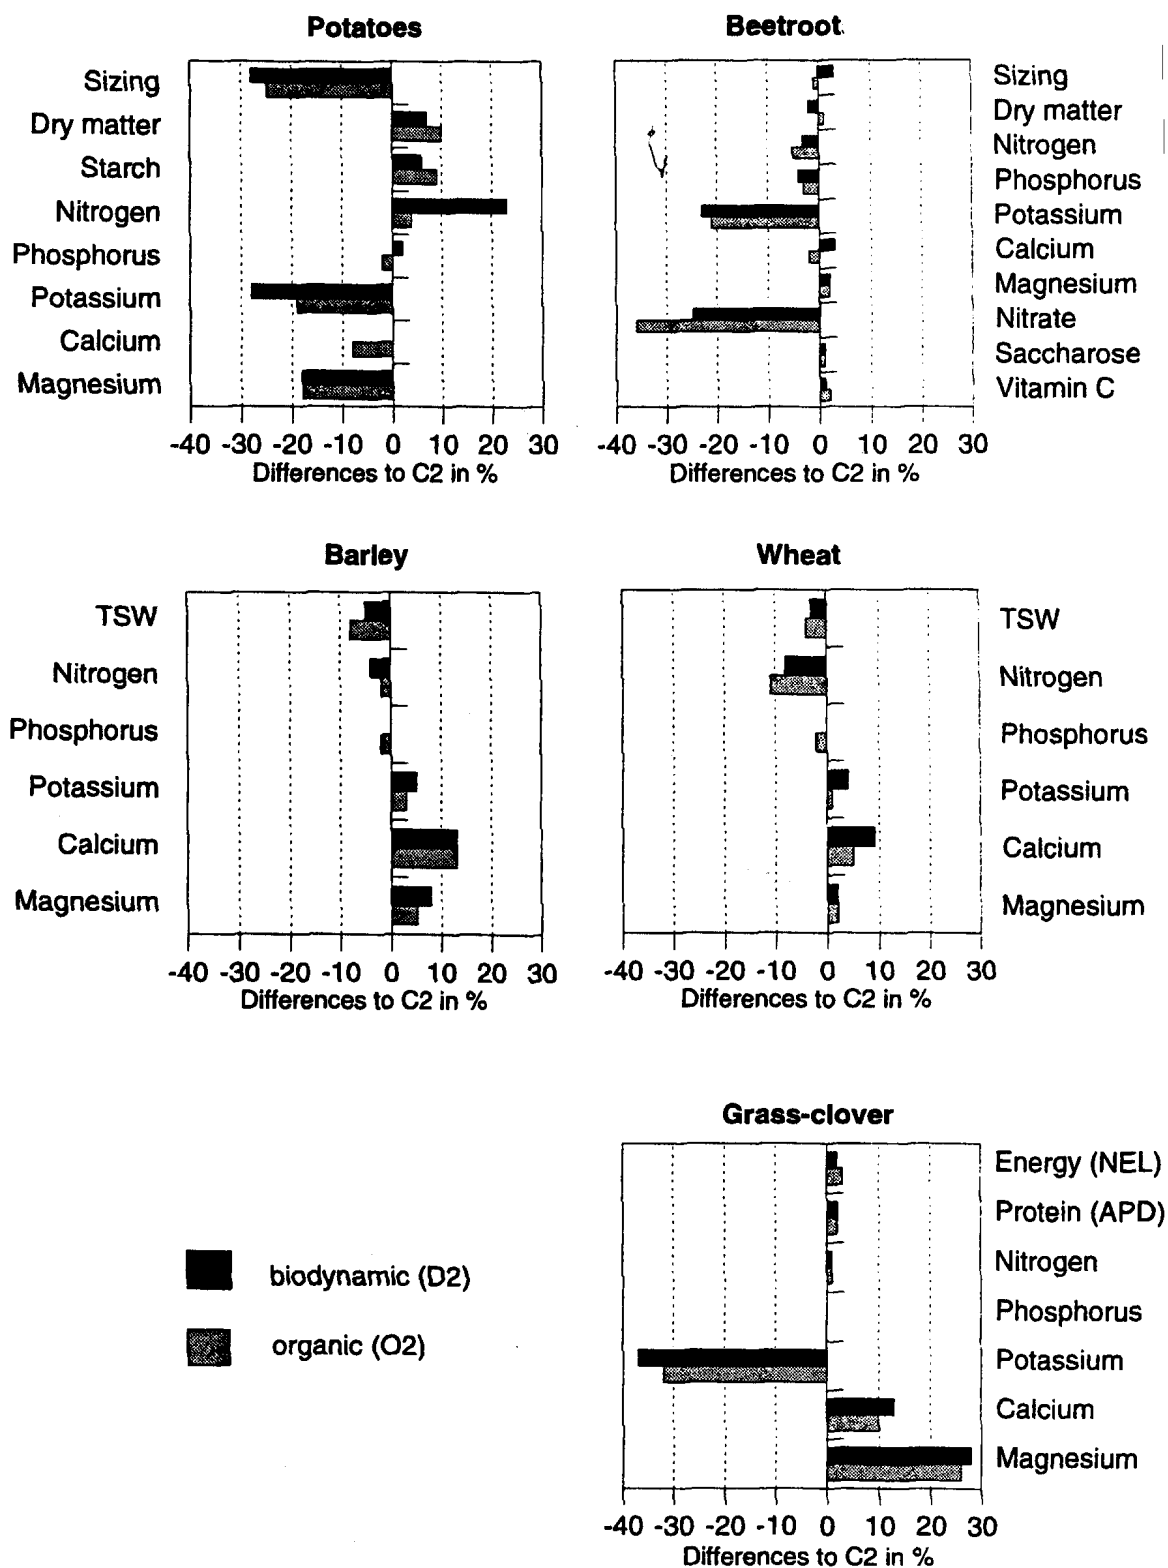 Potatoes
Sizing
Dry matter
Starch
Nitrogen
Phosphorus
Potassium
Calcium
Magnesium
-40 -30 -20 -10 0 10 20 30
Differences to C2 in %
Beetroot
Sizing
Dry matter
Nitrogen
Phosphorus
Potassium
Calcium
Magnesium
Nitrate
Saccharose
Vitamin C
-40 -30 -20 -10 0 10 20 30
Differences to C2 in %
Barley
TSW
Nitrogen
Phosphorus
Potassium
Calcium
Magnesium
-40 -30 -20 -10 0 10 20 30
Differences to C2 in %
Wheat
TSW
Nitrogen
Phosphorus
Potassium
Calcium
Magnesium
-40 -30 -20 -10 0 10 20 30
Differences to C2 in %
biodynamic (D2)
organic (O2)
Grass-clover
Energy (NEL)
Protein (APD)
Nitrogen
Phosphorus
Potassium
Calcium
Magnesium
-40 -30 -20 -10 0 10 20 30
Differences to C2 in %